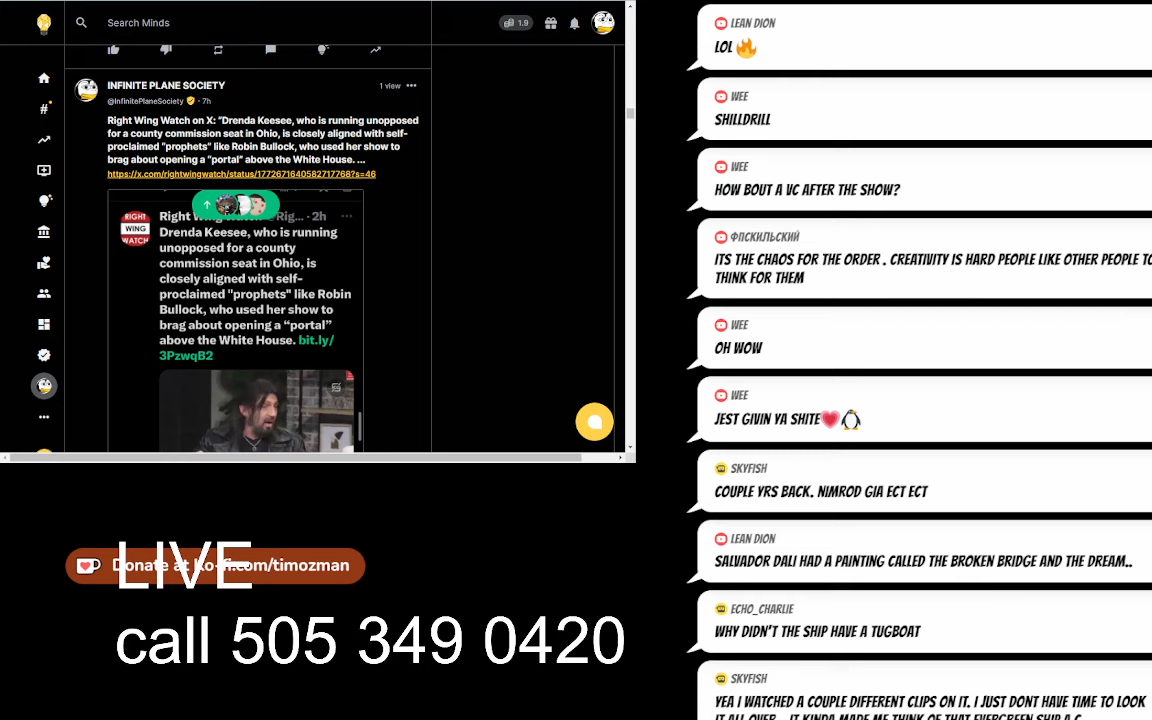 Search Minds
1.9
INFINITE PLANE SOCIETY
1 view
@InfinitePlaneSociety · 7h
Right Wing Watch on X: "Drenda Keesee, who is running unopposed
for a county commission seat in Ohio, is closely aligned with self-
proclaimed "prophets" like Robin Bullock, who used her show to
brag about opening a "portal" above the White House. ...
https://x.com/rightwingwatch/status/1772671640582717768?s=46
RIGHT
WING
WATCH
Right Wing Watch @Rig... · 2h
Drenda Keesee, who is running
unopposed for a county
commission seat in Ohio, is
closely aligned with self-
proclaimed "prophets" like Robin
Bullock, who used her show to
brag about opening a “portal”
above the White House. bit.ly/
3PzwqB2
LIVE
Donate at ko-fi.com/timozman
call 505 349 0420
LEAN DION
LOL 🔥
WEE
SHILLDRILL
WEE
HOW BOUT A VC AFTER THE SHOW?
ФПСКИЛЬСКИЙ
ITS THE CHAOS FOR THE ORDER . CREATIVITY IS HARD PEOPLE LIKE OTHER PEOPLE TO
THINK FOR THEM
WEE
OH WOW
WEE
JEST GIVIN YA SHITE💗🐧
SKYFISH
COUPLE YRS BACK. NIMROD GIA ECT ECT
LEAN DION
SALVADOR DALI HAD A PAINTING CALLED THE BROKEN BRIDGE AND THE DREAM..
ECHO_CHARLIE
WHY DIDN'T THE SHIP HAVE A TUGBOAT
SKYFISH
YEA I WATCHED A COUPLE DIFFERENT CLIPS ON IT. I JUST DONT HAVE TIME TO LOOK